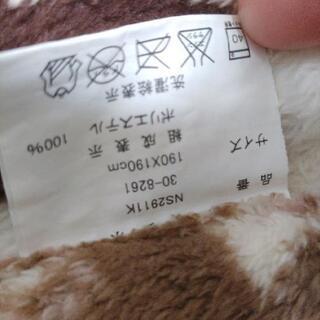 品番
NS2911K
30-8261
サイズ
190X190cm
組成表示
ポリエステル 100%
洗濯絵表示
40